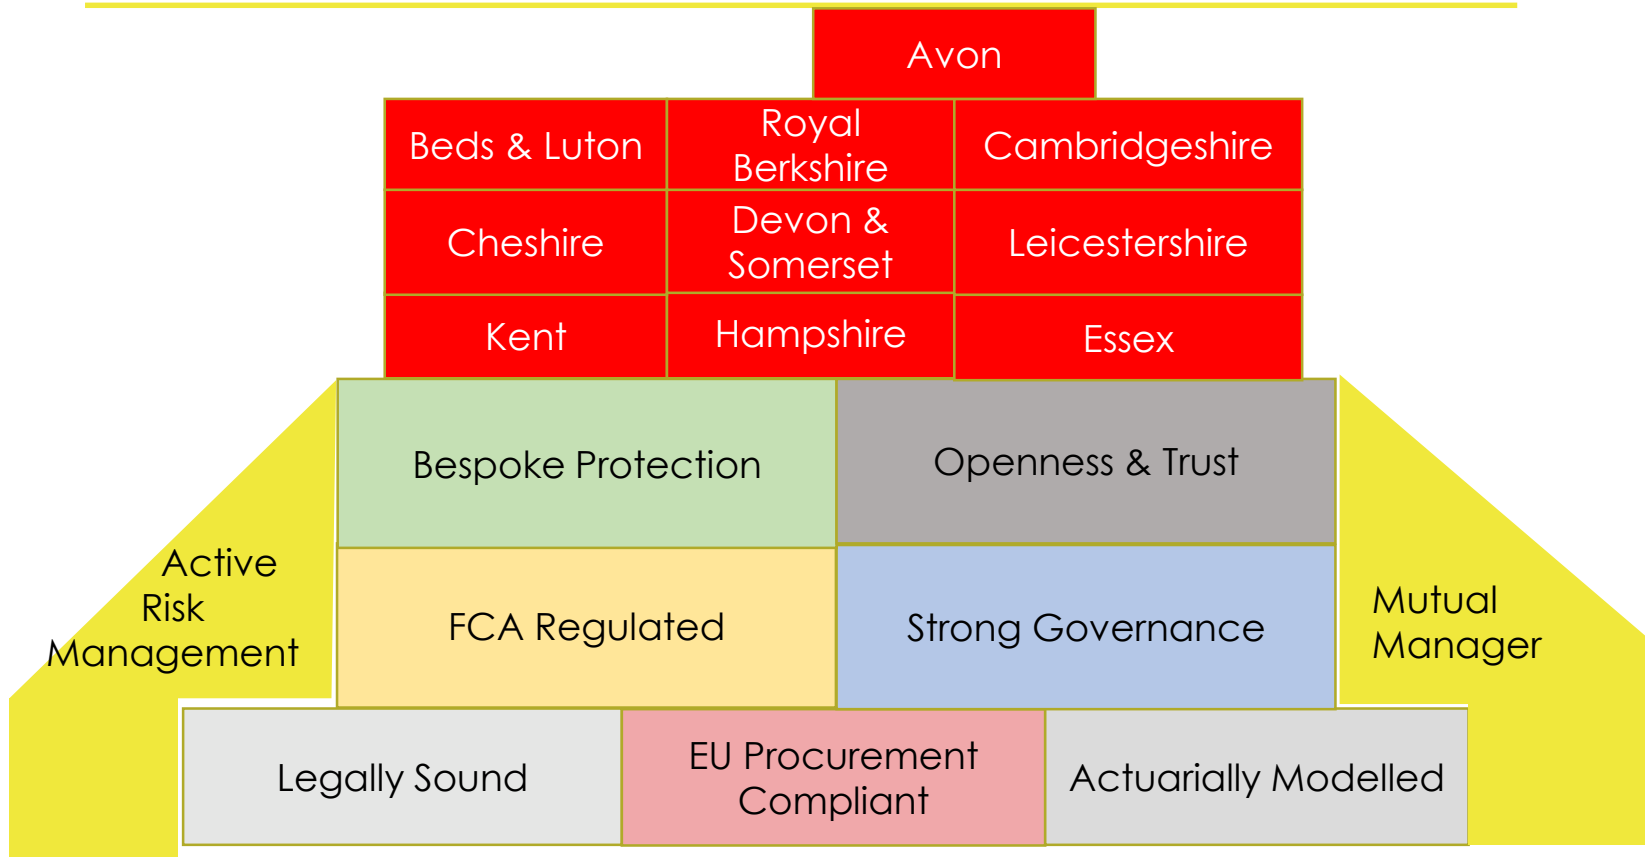 Avon
Beds & Luton
Royal
Berkshire
Cambridgeshire
Cheshire
Devon &
Somerset
Leicestershire
Kent
Hampshire
Essex
Bespoke Protection
Openness & Trust
Active
Risk
Management
FCA Regulated
Strong Governance
Mutual
Manager
Legally Sound
EU Procurement
Compliant
Actuarially Modelled